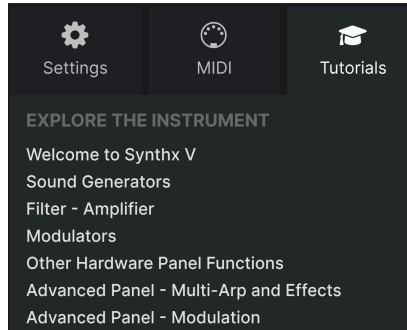 Settings MIDI Tutorials
EXPLORE THE INSTRUMENT
Welcome to Synthx V
Sound Generators
Filter - Amplifier
Modulators
Other Hardware Panel Functions
Advanced Panel - Multi-Arp and Effects
Advanced Panel - Modulation